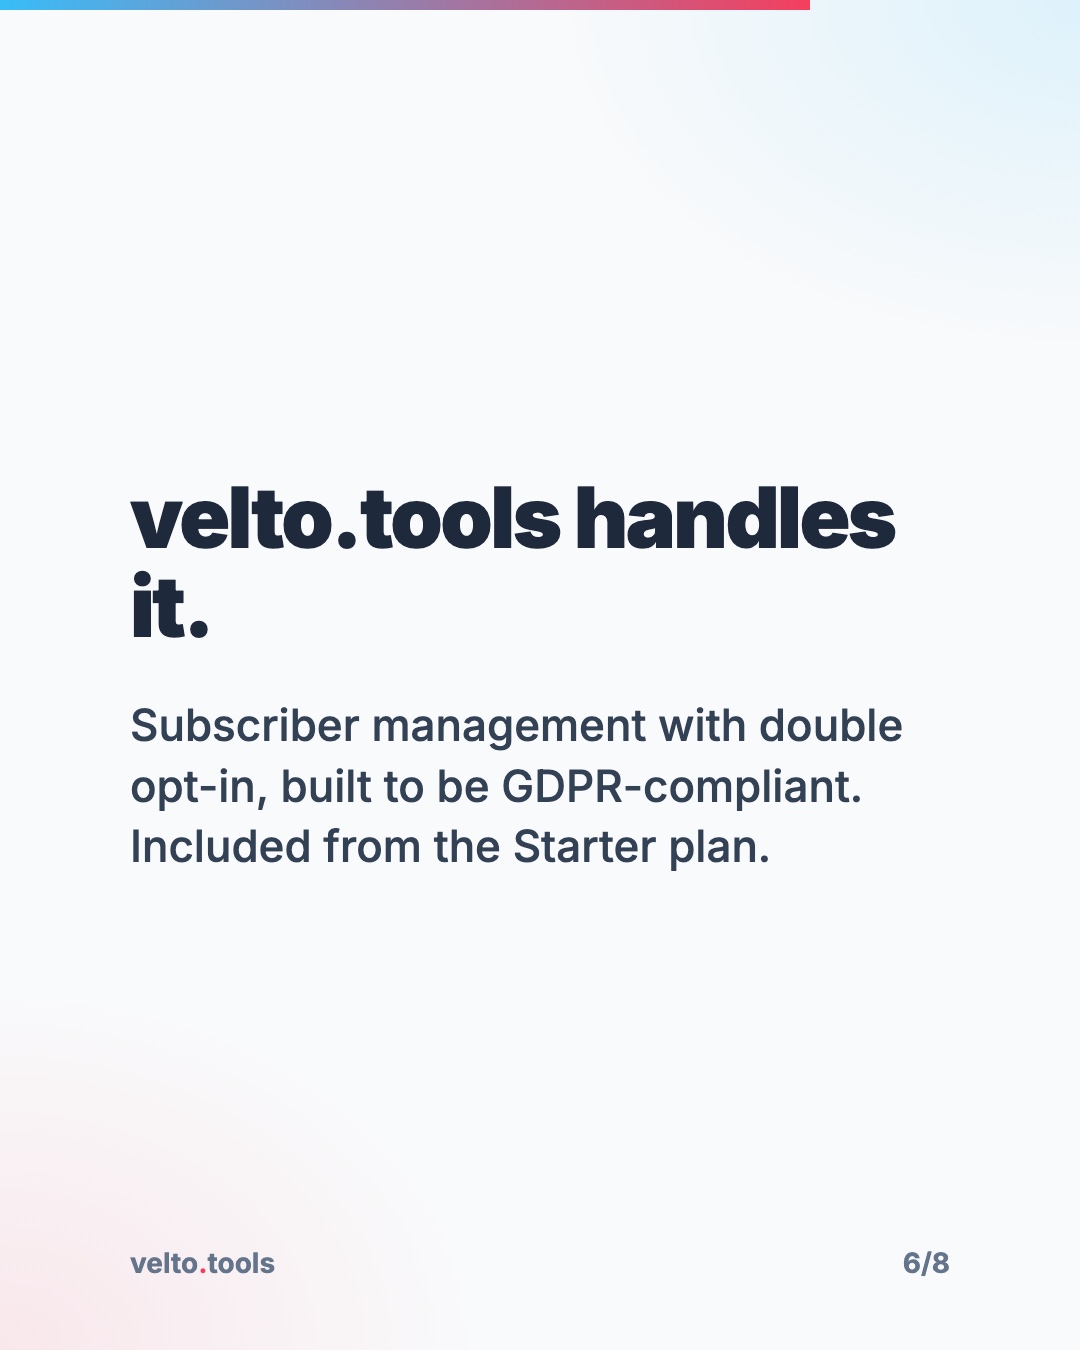 velto.tools handles
it.
Subscriber management with double
opt-in, built to be GDPR-compliant.
Included from the Starter plan.
velto.tools
6/8